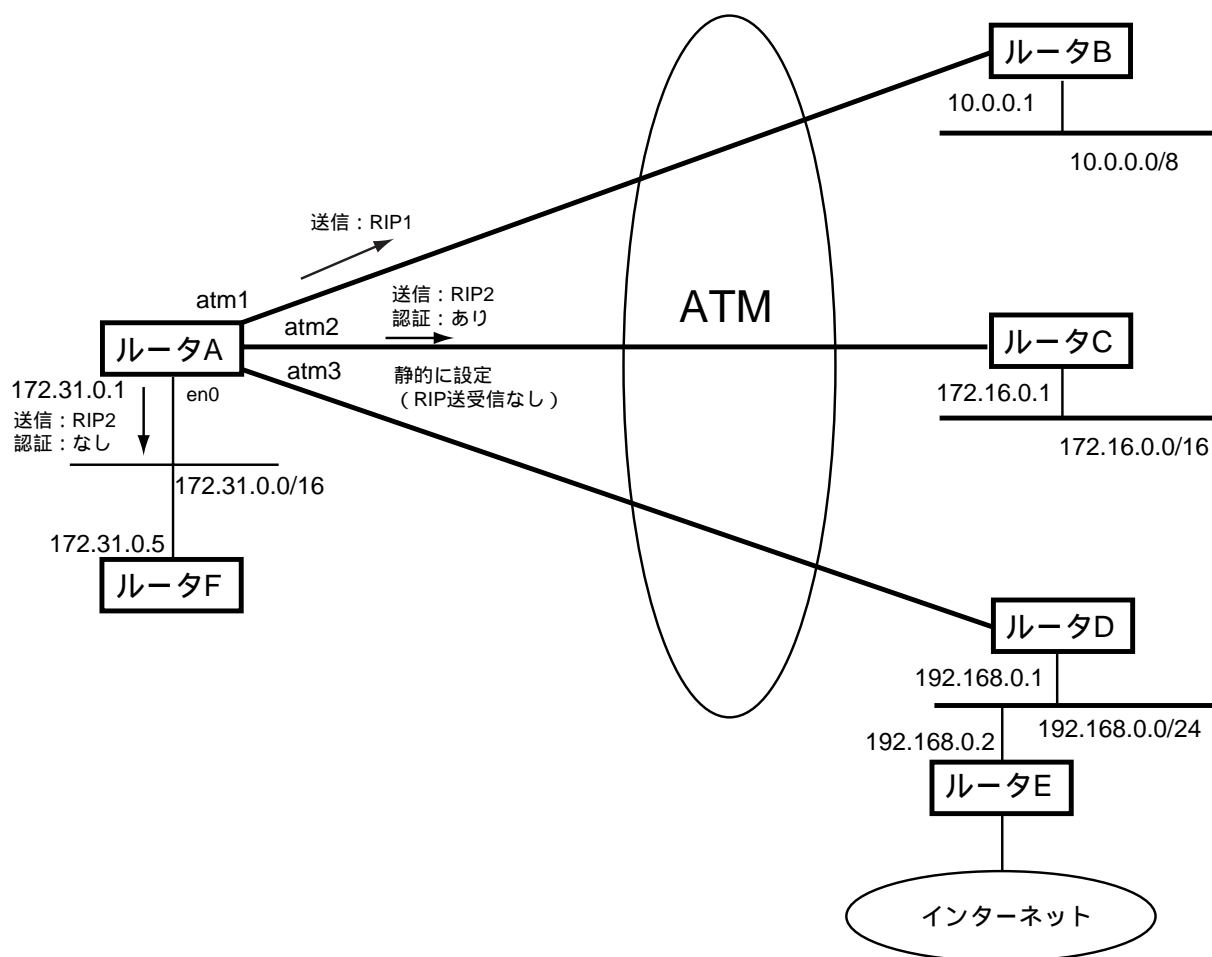 ルータB
10.0.0.1
10.0.0.0/8
送信：RIP1
atm1
送信：RIP2
認証：あり
ATM
atm2
ルータA
ルータC
atm3
静的に設定
（RIP送受信なし）
172.31.0.1
en0
172.16.0.1
送信：RIP2
認証：なし
172.16.0.0/16
172.31.0.0/16
172.31.0.5
ルータF
ルータD
192.168.0.1
192.168.0.0/24
192.168.0.2
ルータE
インターネット